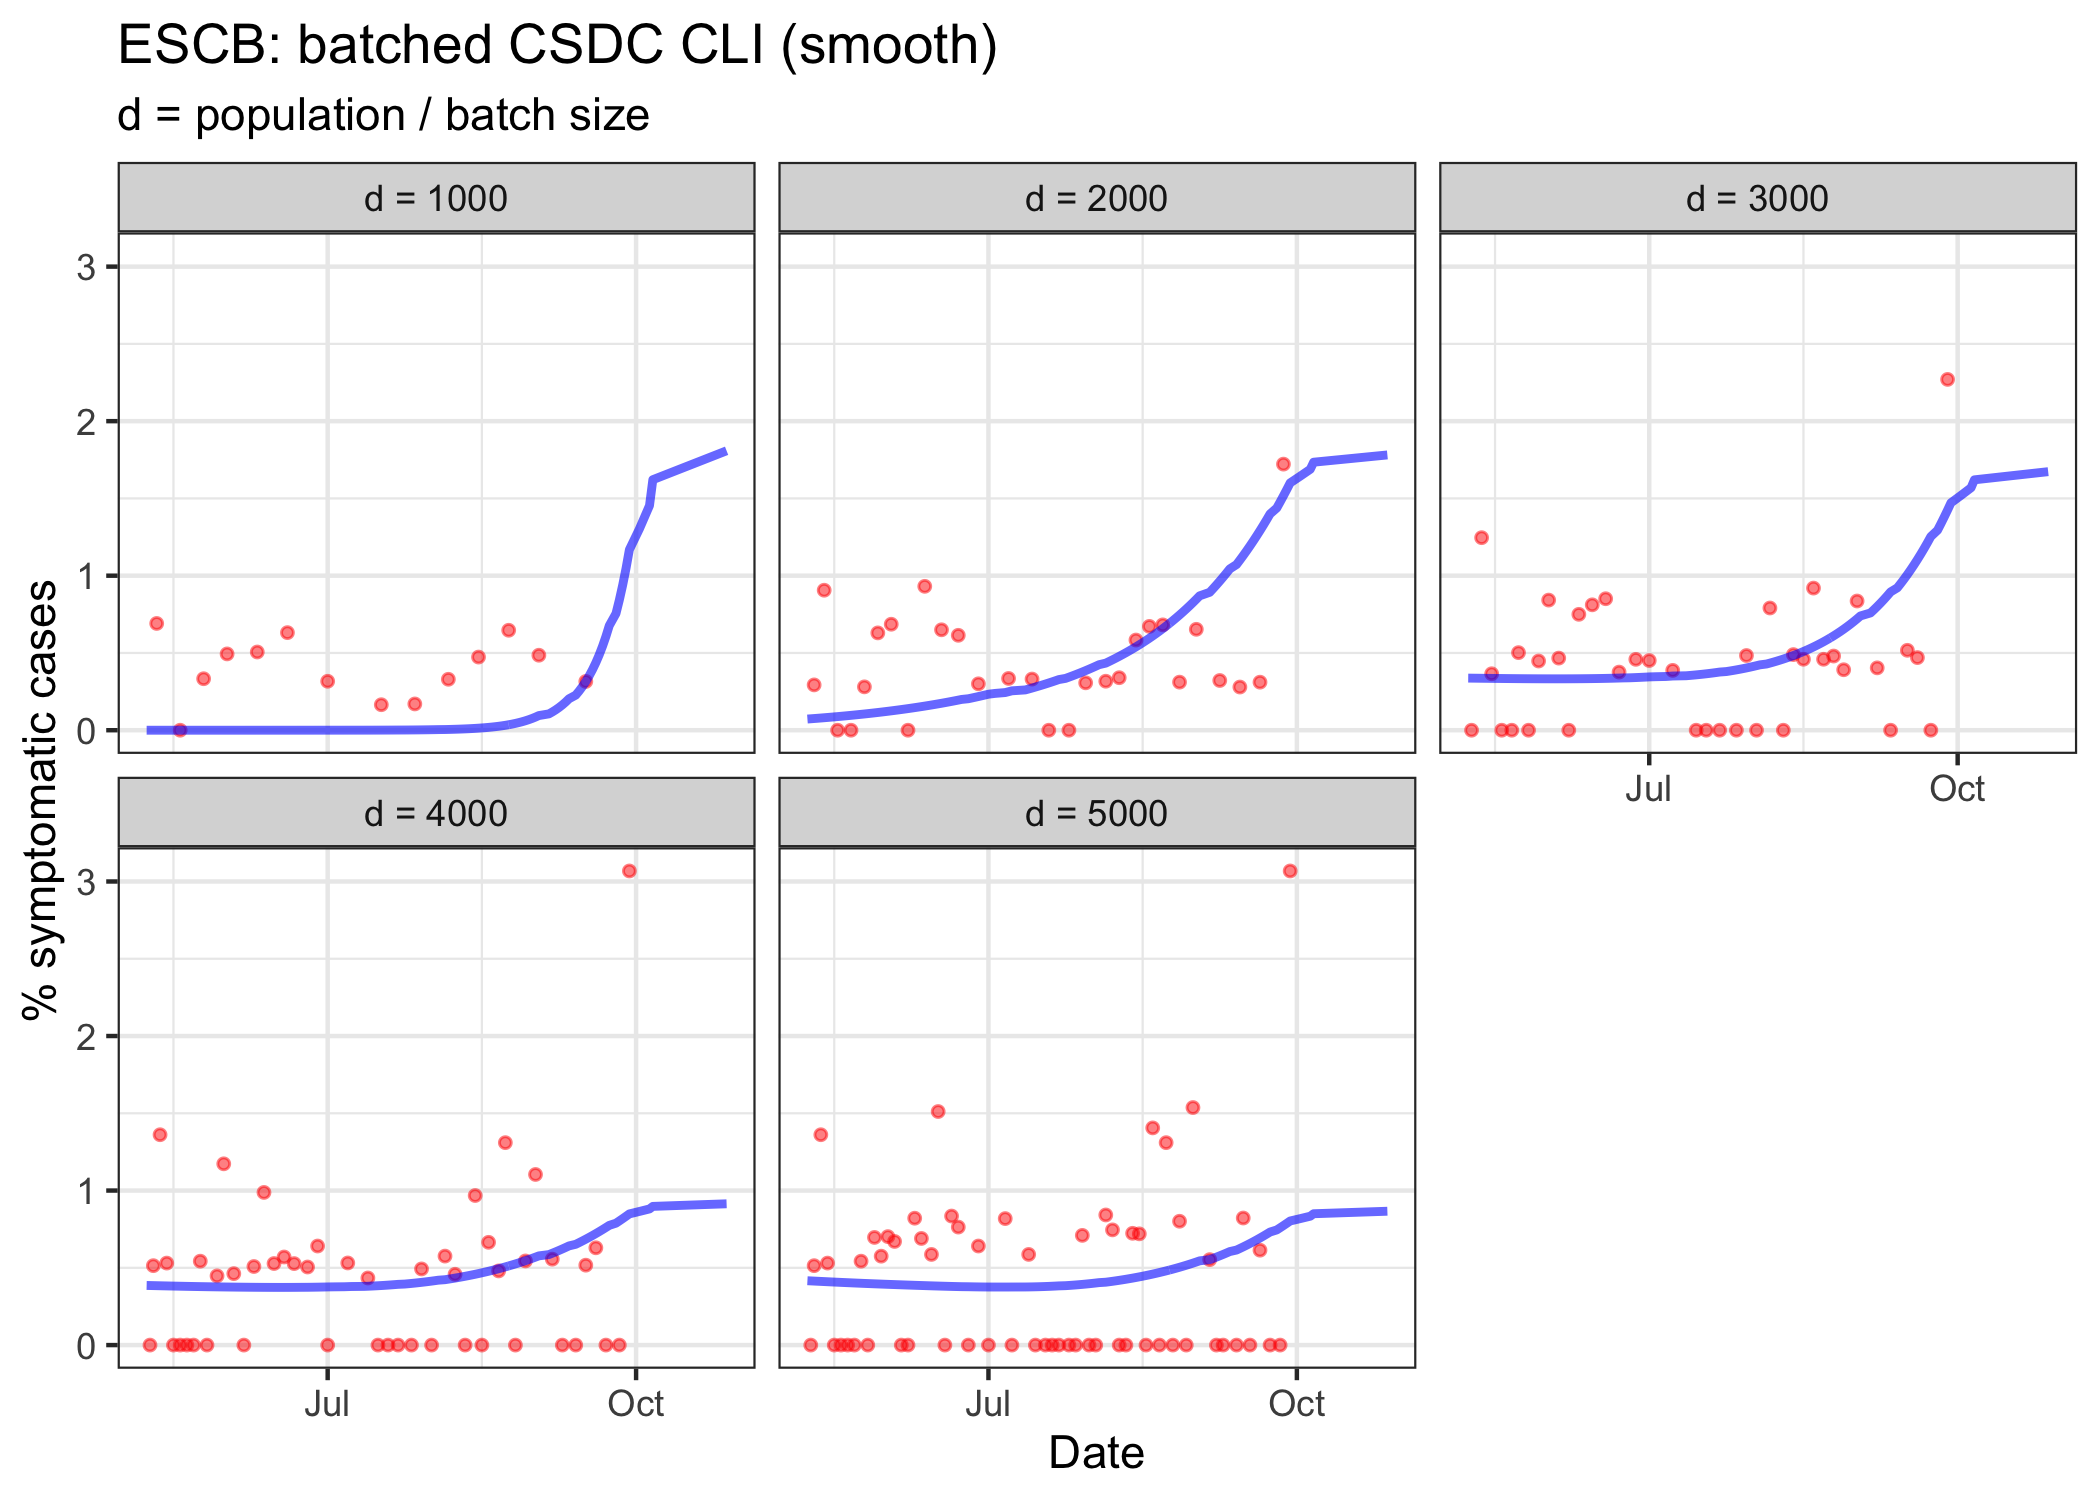 ESCB: batched CSDC CLI (smooth)
d = population / batch size
d = 1000
d = 2000
d = 3000
3
2
1
0
Jul
Oct
d = 4000
d = 5000
3
2
1
0
Jul
Oct
Jul
Oct
% symptomatic cases
Date